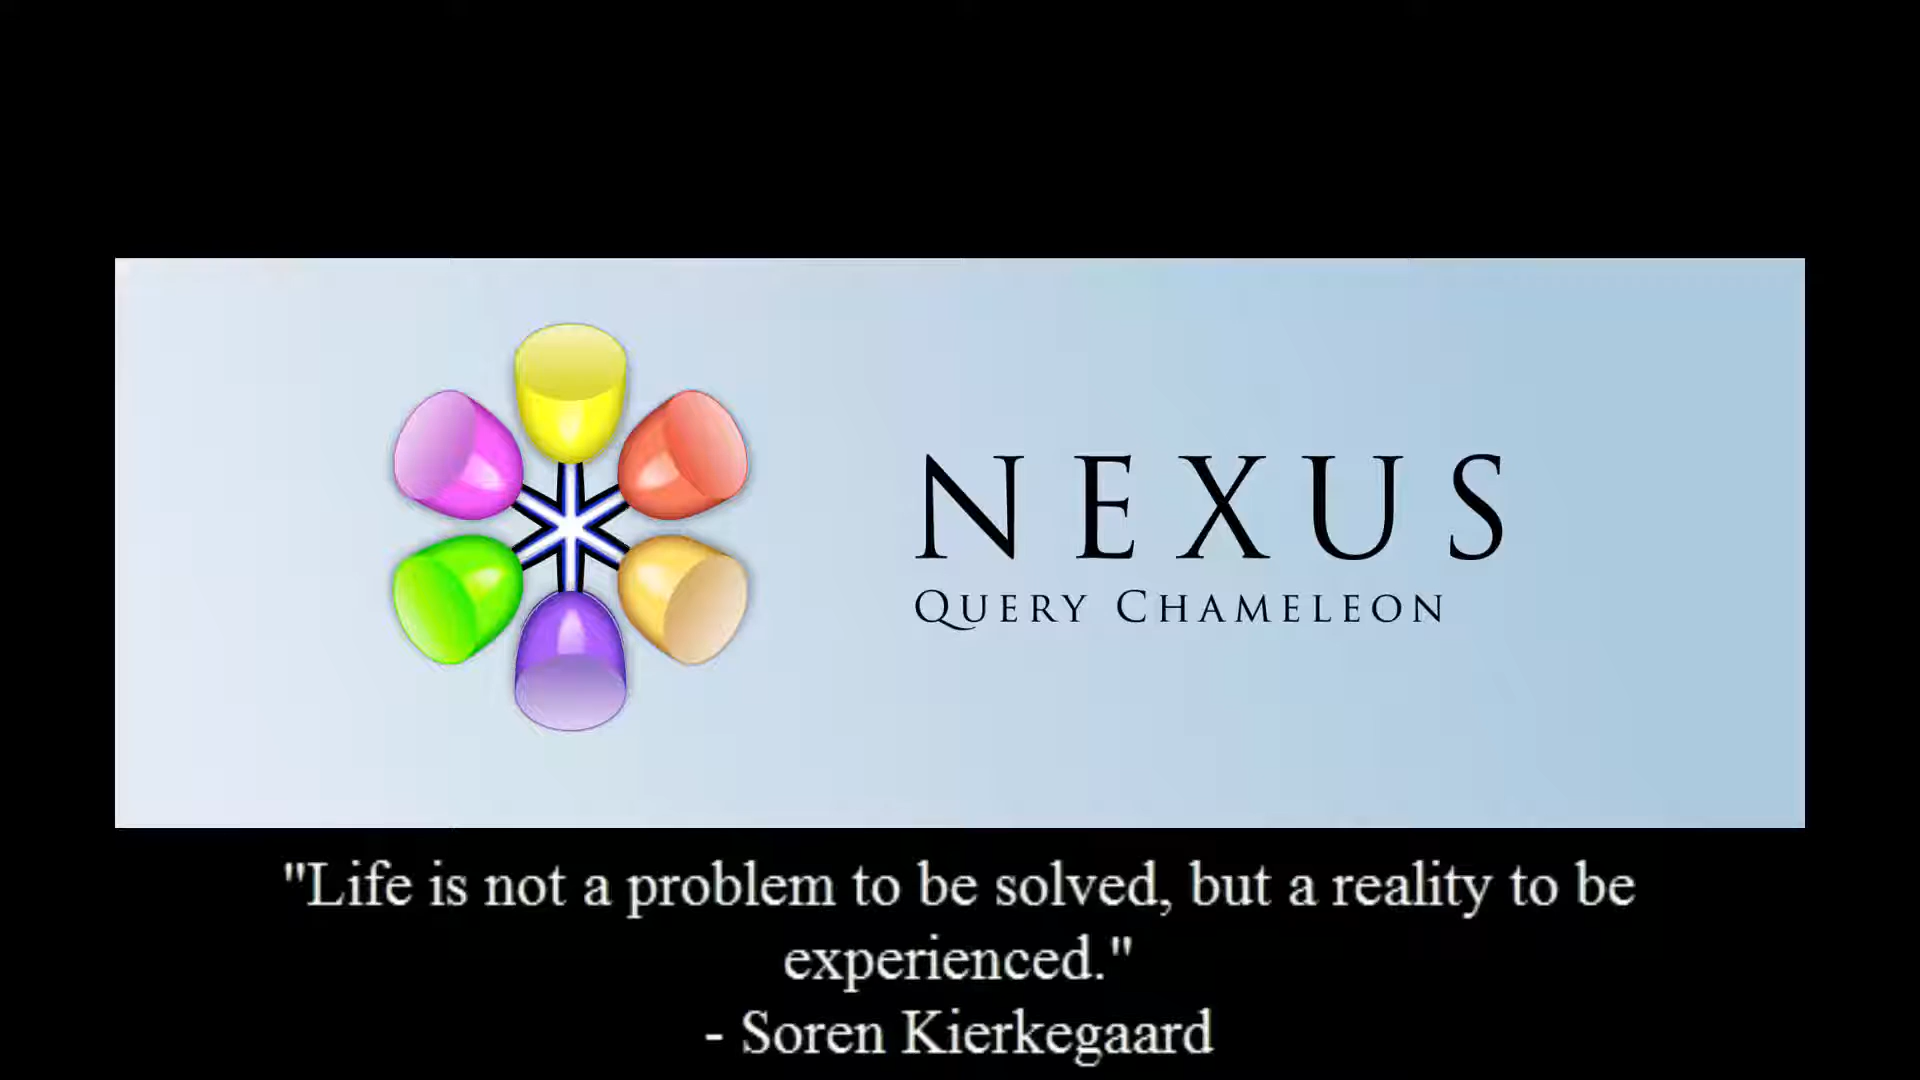 NEXUS
QUERY CHAMELEON
"Life is not a problem to be solved, but a reality to be
experienced."
- Soren Kierkegaard